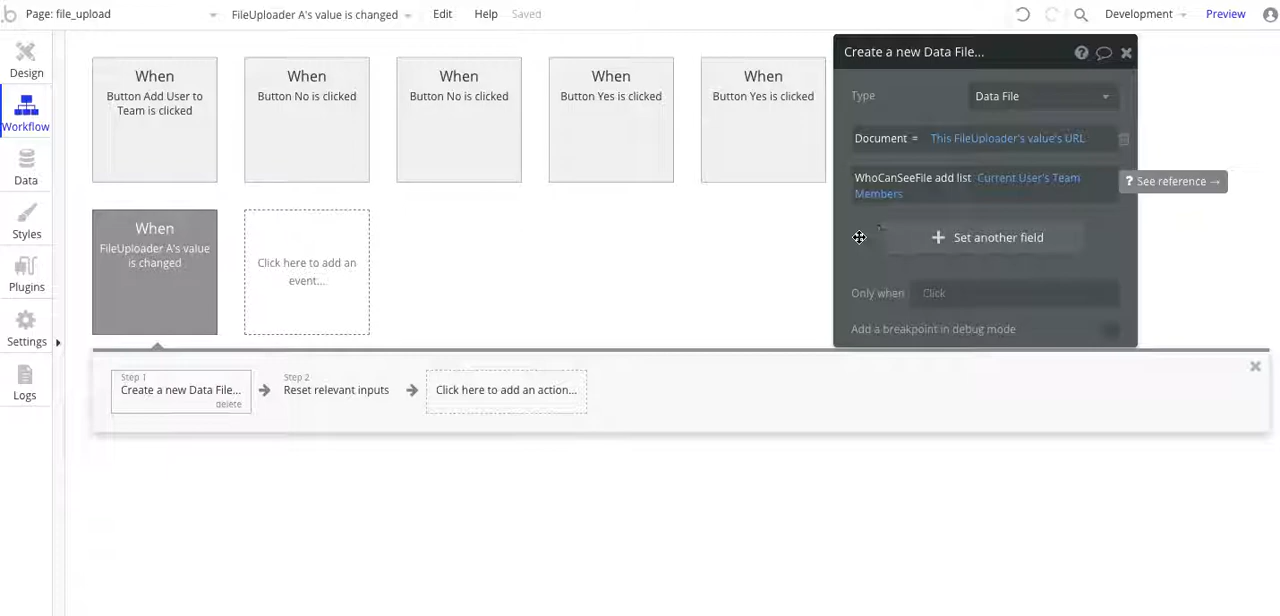 b Page: file_upload FileUploader A's value is changed Edit Help Saved Development Preview
Design
Workflow
Data
Styles
Plugins
Settings
Logs
When
Button Add User to
Team is clicked
When
Button No is clicked
When
Button No is clicked
When
Button Yes is clicked
When
Button Yes is clicked
When
FileUploader A's value
is changed
Click here to add an
event...
Create a new Data File...
Type Data File
Document = This FileUploader's value's URL
WhoCanSeeFile add list Current User's Team
Members
? See reference →
Set another field
Only when Click
Add a breakpoint in debug mode
Step 1
Create a new Data File...
delete
Step 2
Reset relevant inputs
Click here to add an action...